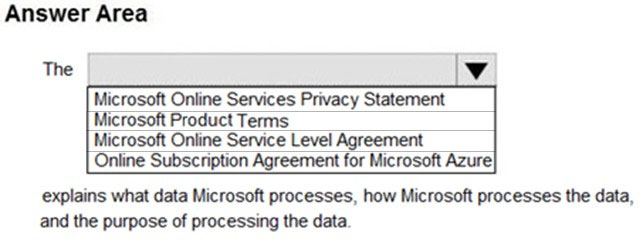 Answer Area
The
Microsoft Online Services Privacy Statement
Microsoft Product Terms
Microsoft Online Service Level Agreement
Online Subscription Agreement for Microsoft Azure
explains what data Microsoft processes, how Microsoft processes the data,
and the purpose of processing the data.